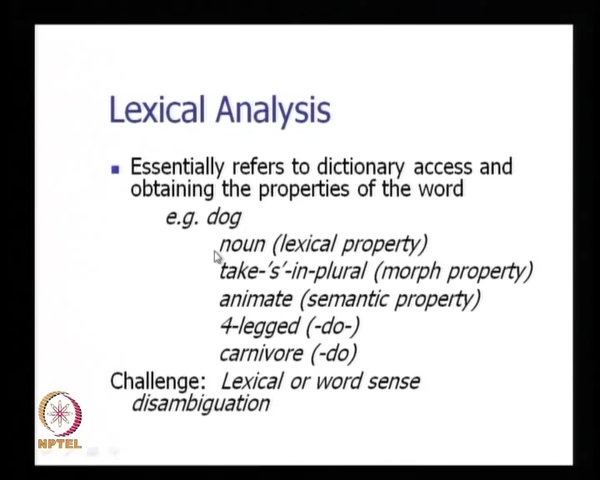 Lexical Analysis
Essentially refers to dictionary access and
obtaining the properties of the word
e.g. dog
noun (lexical property)
take-'s'-in-plural (morph property)
animate (semantic property)
4-legged (-do-)
carnivore (-do)
Challenge: Lexical or word sense
disambiguation
NPTEL